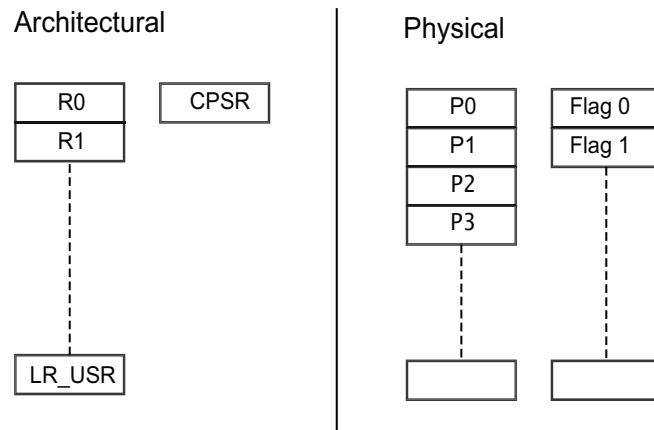 Architectural
R0
R1
CPSR
LR_USR
Physical
P0
P1
P2
P3
Flag 0
Flag 1